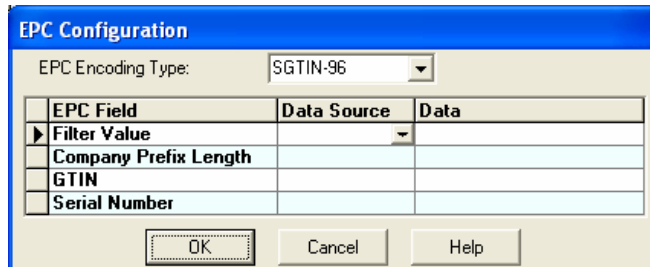 EPC Configuration
EPC Encoding Type: SGTIN-96
EPC Field Data Source Data
Filter Value
Company Prefix Length
GTIN
Serial Number
OK Cancel Help